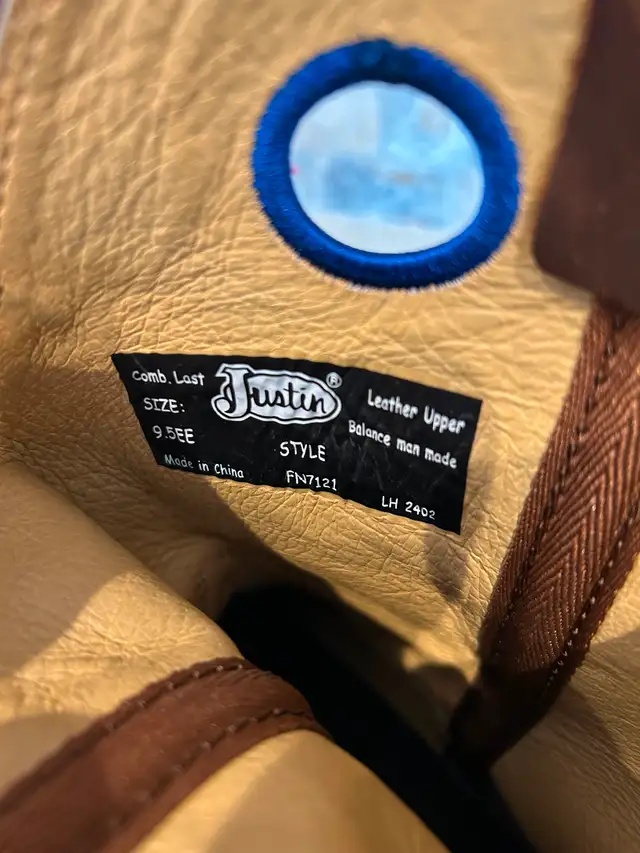 Comb. Last
SIZE:
9.5EE
Made in China
Justin®
STYLE
FN7121
Leather Upper
Balance man made
LH 2402